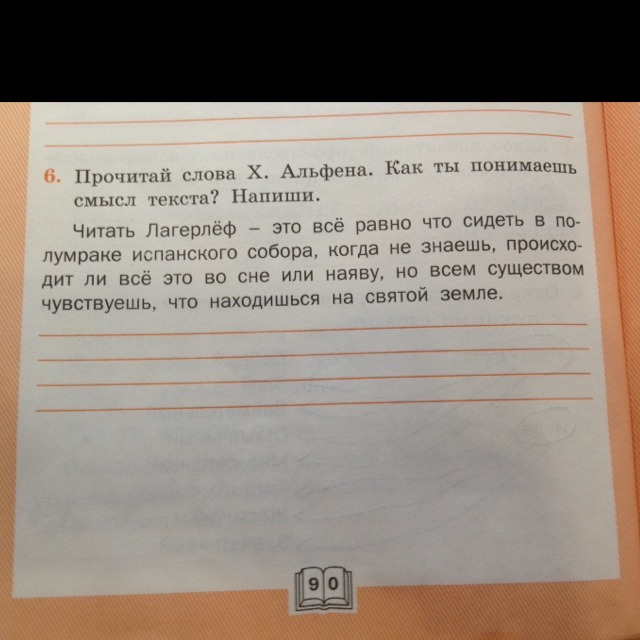 6. Прочитай слова Х. Альфена. Как ты понимаешь
смысл текста? Напиши.
Читать Лагерлёф – это всё равно что сидеть в по-
лумраке испанского собора, когда не знаешь, происхо-
дит ли всё это во сне или наяву, но всем существом
чувствуешь, что находишься на святой земле.
90